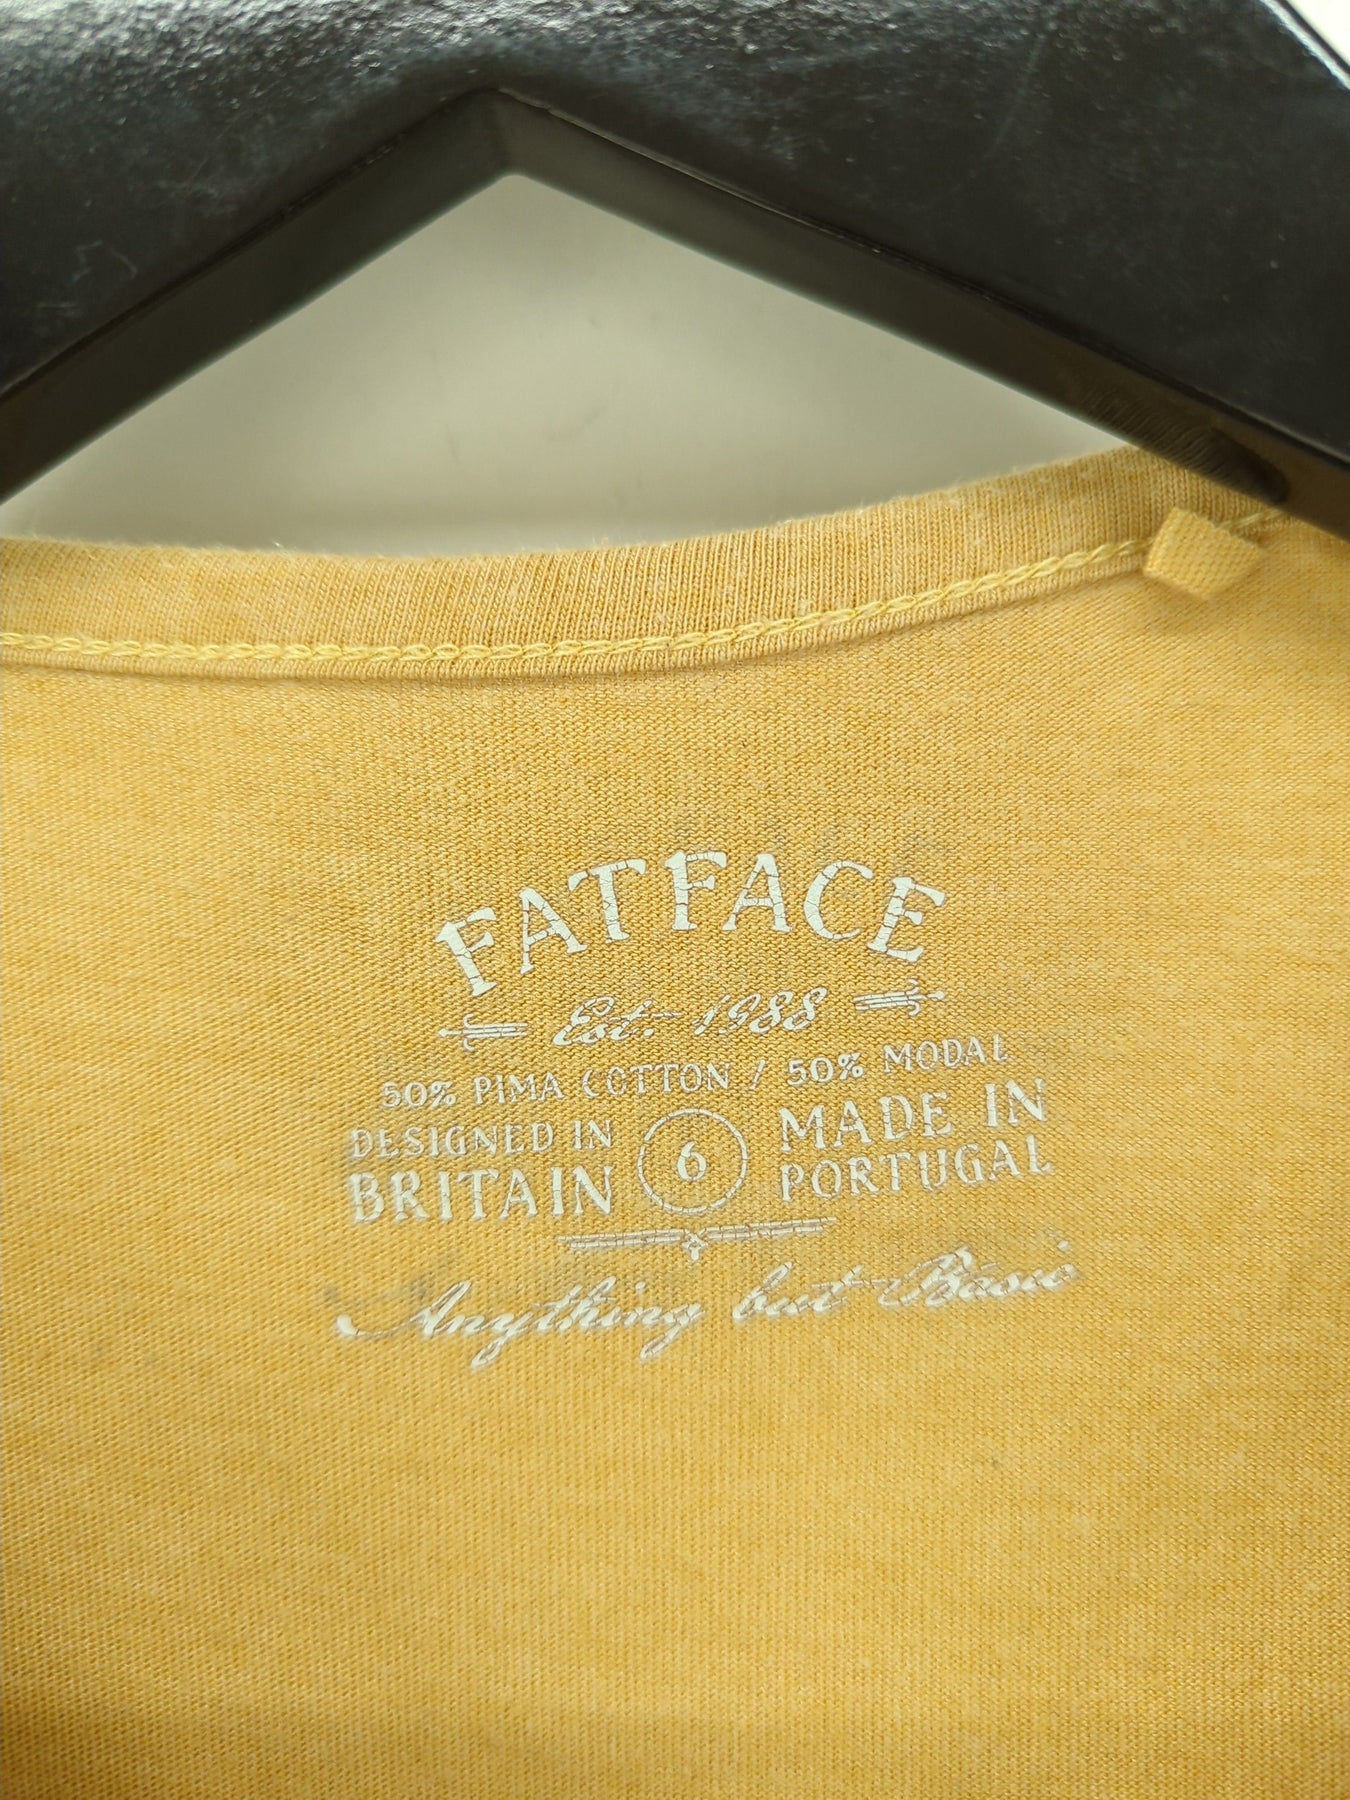 FATFACE
Est. 1988
50% PIMA COTTON / 50% MODAL
DESIGNED IN
BRITAIN
6
MADE IN
PORTUGAL
Anything but Basic